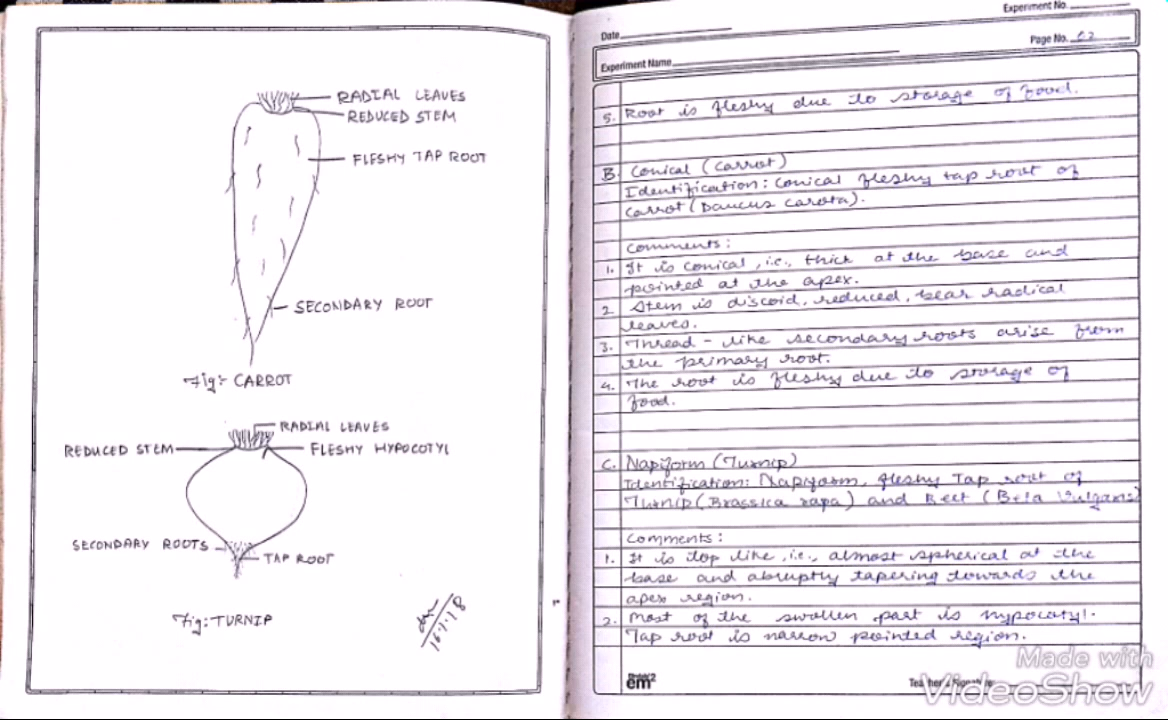 RADIAL LEAVES
REDUCED STEM
FLESHY TAP ROOT
SECONDARY ROOT
Fig:- CARROT
RADIAL LEAVES
REDUCED STEM
FLESHY HYPOCOTYL
SECONDARY ROOTS
TAP ROOT
Fig: TURNIP
16.1.18
Experiment No.
Date
Page No. 02
Experiment Name
5. Root is fleshy due to storage of food.
B. Conical (Carrot)
Identification: Conical fleshy tap root of
Carrot (Daucus carota).
Comments:
1. It is conical, i.e., thick at the base and
pointed at the apex.
2. Stem is discoid, reduced, bear radical
leaves.
3. Thread-like secondary roots arise from
the primary root.
4. The root is fleshy due to storage of
food.
C. Napiform (Turnip)
Identification: Napiform, fleshy Tap root of
Turnip (Brassica rapa) and Beet (Beta Vulgaris)
Comments:
1. It is top like, i.e., almost spherical at the
base and abruptly tapering towards the
apex region.
2. Most of the swollen part is hypocatyl.
Tap root is narrow pointed region.
em²
Teacher's Signature
Made with
VideoShow